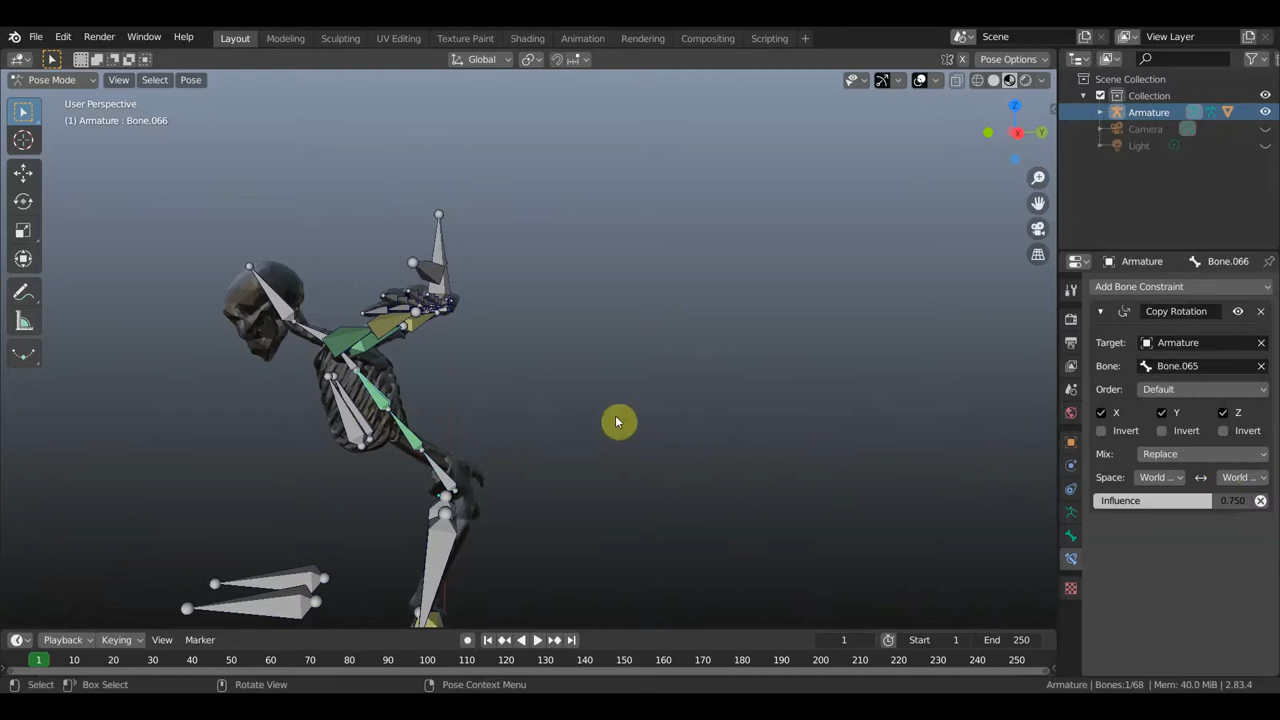 File Edit Render Window Help Layout Modeling Sculpting UV Editing Texture Paint Shading Animation Rendering Compositing Scripting + Scene View Layer
Global Pose Options
Pose Mode View Select Pose
User Perspective
(1) Armature : Bone.066
Z
X
Y
Scene Collection
Collection
Armature
Camera
Light
Armature Bone.066
Add Bone Constraint
Copy Rotation
Target: Armature
Bone: Bone.065
Order: Default
X Y Z
Invert Invert Invert
Mix: Replace
Space: World ... World ...
Influence 0.750
Playback Keying View Marker 1 Start 1 End 250
1 10 20 30 40 50 60 70 80 90 100 110 120 130 140 150 160 170 180 190 200 210 220 230 240 250
Select Box Select Rotate View Pose Context Menu Armature | Bones:1/68 | Mem: 40.0 MiB | 2.83.4